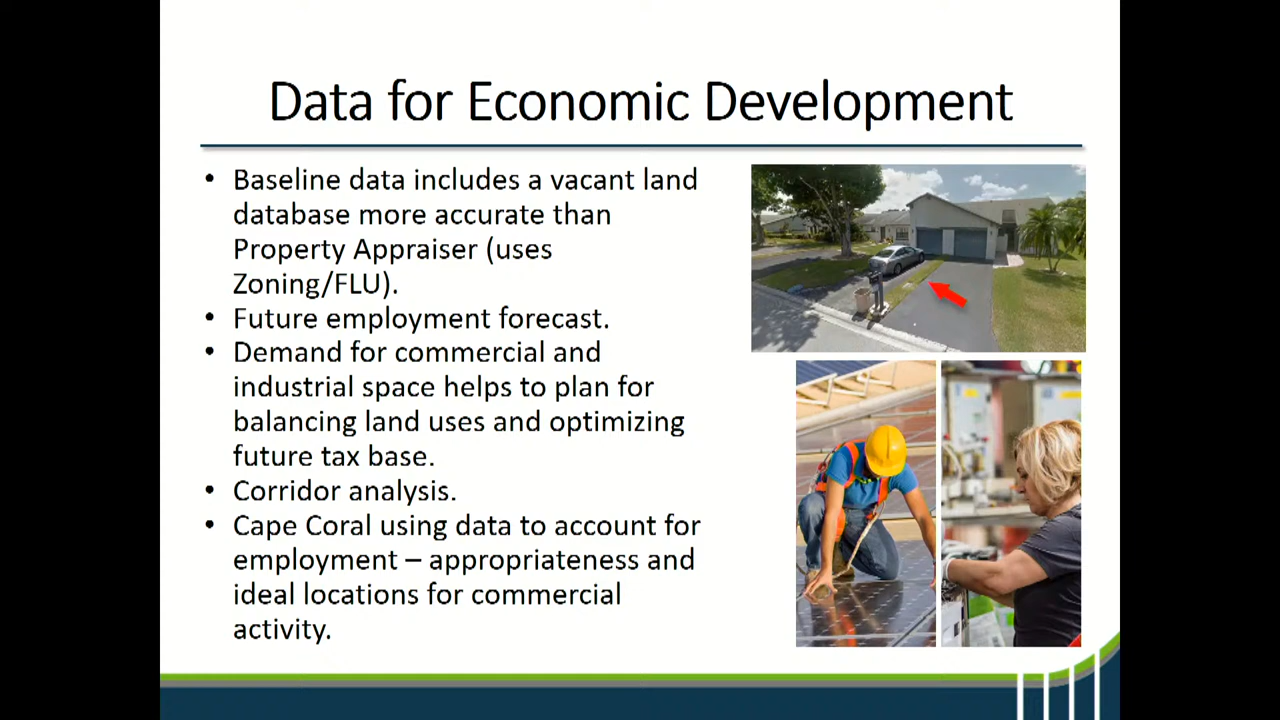 Data for Economic Development
• Baseline data includes a vacant land
database more accurate than
Property Appraiser (uses
Zoning/FLU).
• Future employment forecast.
• Demand for commercial and
industrial space helps to plan for
balancing land uses and optimizing
future tax base.
• Corridor analysis.
• Cape Coral using data to account for
employment – appropriateness and
ideal locations for commercial
activity.